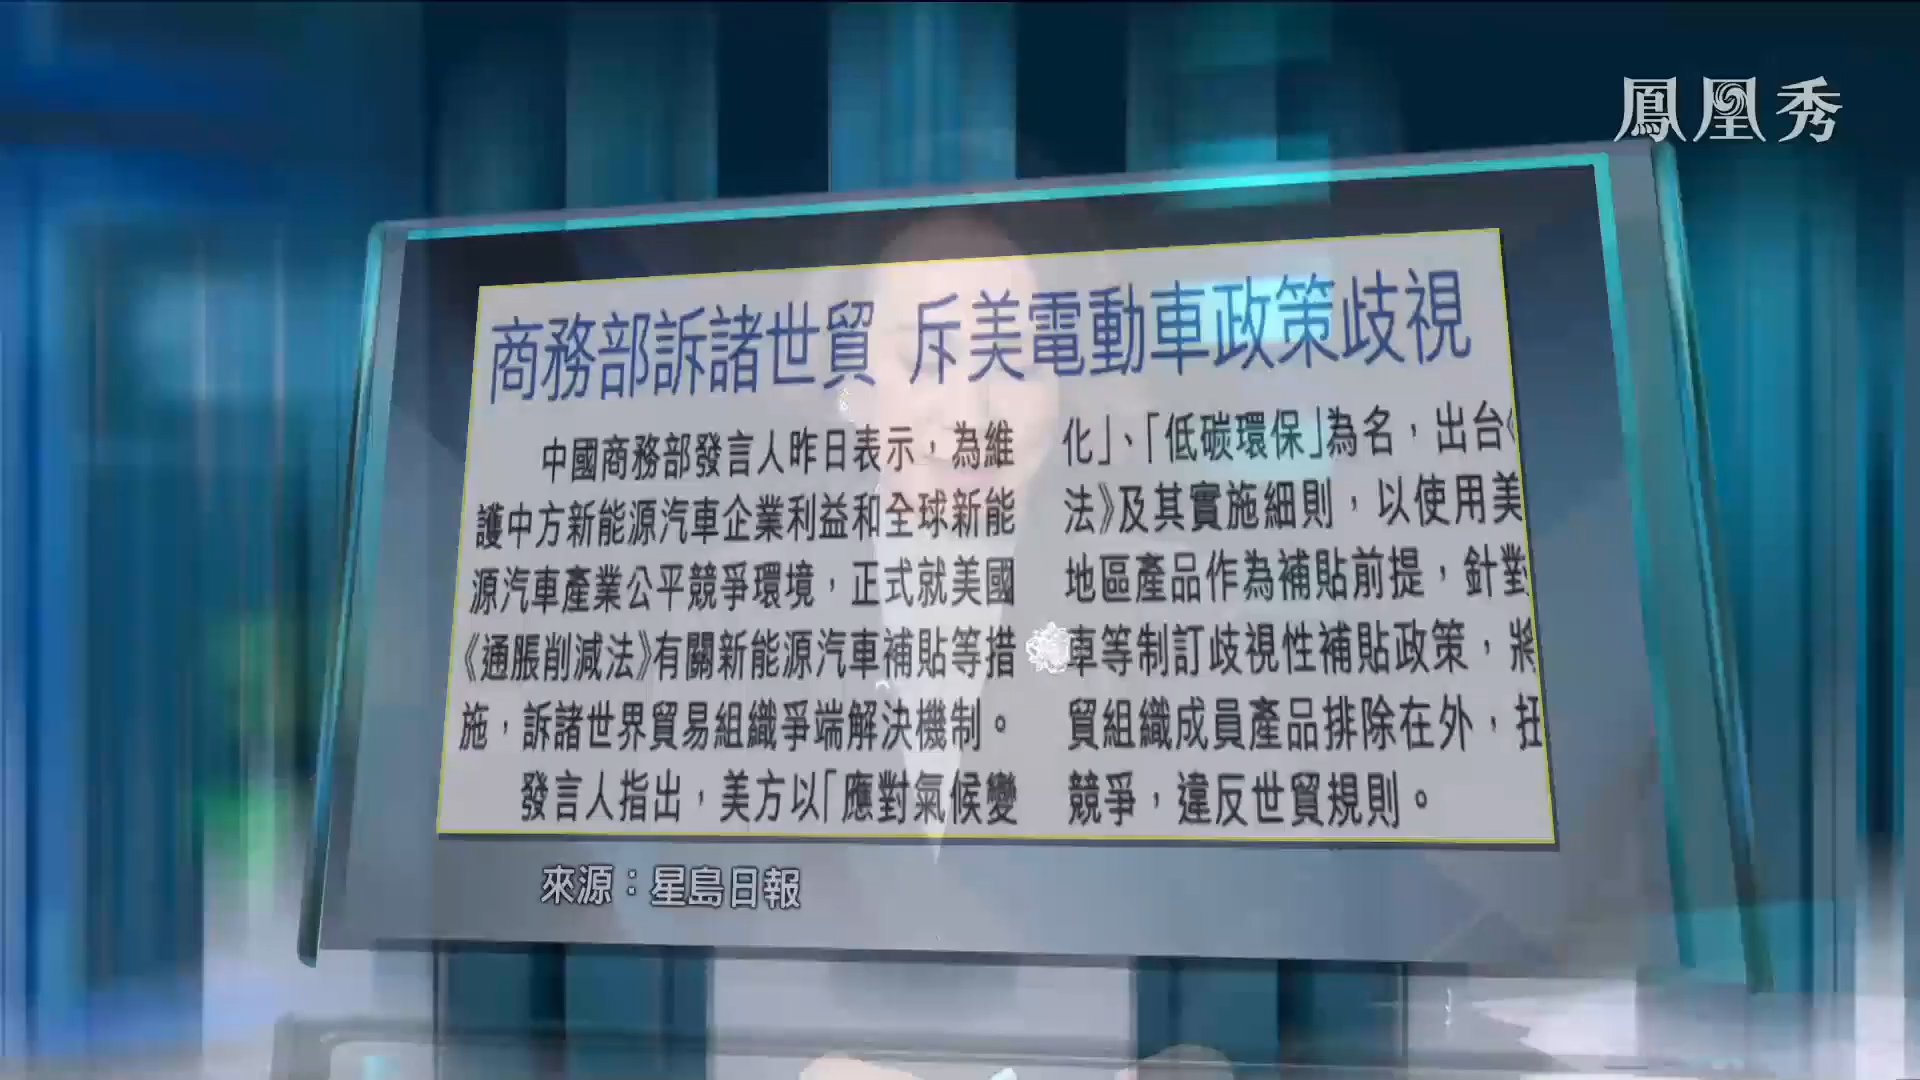 鳳凰秀
商務部訴諸世貿 斥美電動車政策歧視
中國商務部發言人昨日表示，為維
護中方新能源汽車企業利益和全球新能
源汽車產業公平競爭環境，正式就美國
《通脹削減法》有關新能源汽車補貼等措
施，訴諸世界貿易組織爭端解決機制。
發言人指出，美方以「應對氣候變
化」、「低碳環保」為名，出台《
法》及其實施細則，以使用美
地區產品作為補貼前提，針對
車等制訂歧視性補貼政策，將
貿組織成員產品排除在外，扭
競爭，違反世貿規則。
來源：星島日報